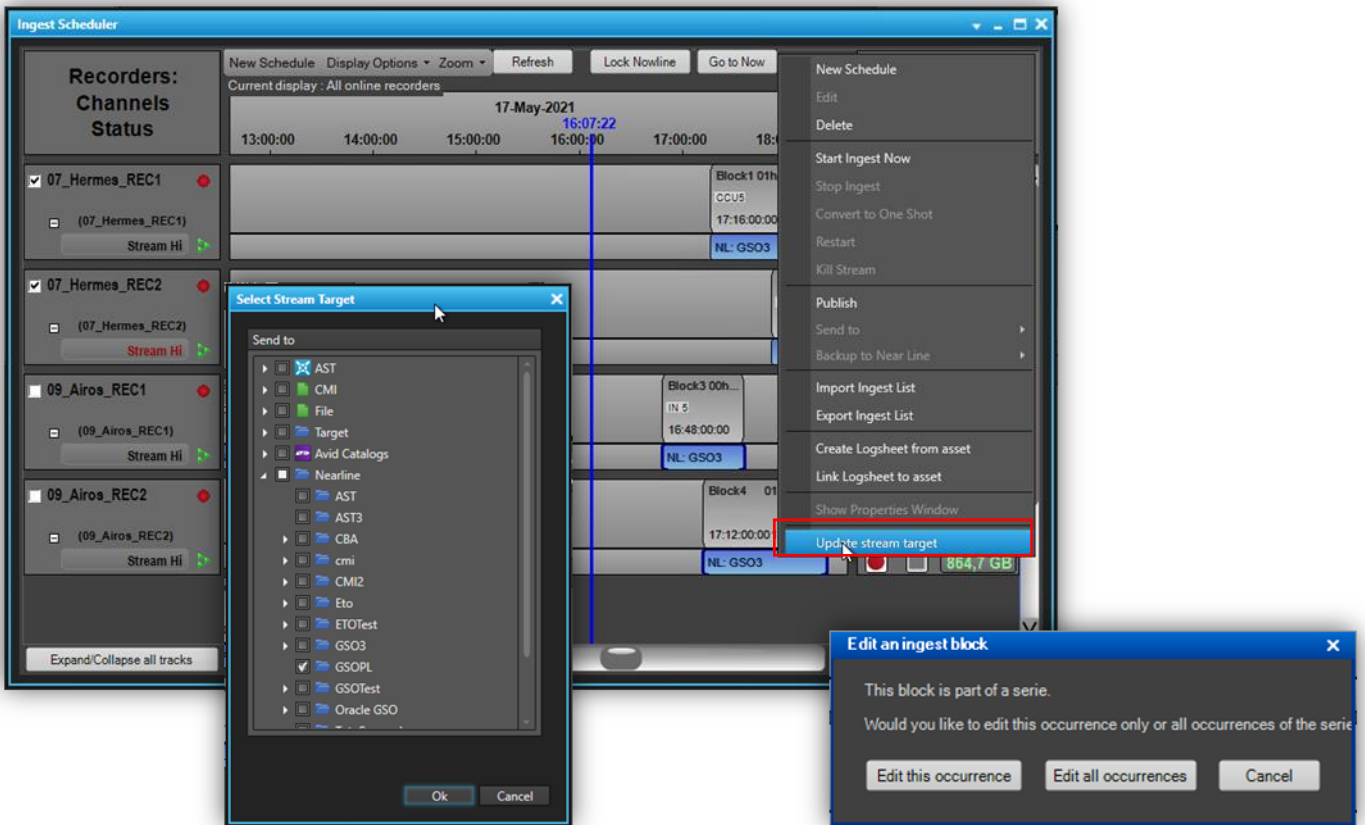 Ingest Scheduler
Recorders:
Channels
Status
New Schedule Display Options Zoom Refresh Lock Nowline Go to Now
Current display : All online recorders
17-May-2021
16:07:22
13:00:00 14:00:00 15:00:00 16:00:00 17:00:00
07_Hermes_REC1
(07_Hermes_REC1)
Stream Hi
Block1 01h
CCU5
17:16:00:00
NL: GSO3
07_Hermes_REC2
(07_Hermes_REC2)
Stream Hi
09_Airos_REC1
(09_Airos_REC1)
Stream Hi
Block3 00h...
IN 5
16:48:00:00
NL: GSO3
09_Airos_REC2
(09_Airos_REC2)
Stream Hi
Block4 01
17:12:00:00
NL: GSO3
864,7 GB
Expand/Collapse all tracks
New Schedule
Edit
Delete
Start Ingest Now
Stop Ingest
Convert to One Shot
Restart
Kill Stream
Publish
Send to
Backup to Near Line
Import Ingest List
Export Ingest List
Create Logsheet from asset
Link Logsheet to asset
Show Properties Window
Update stream target
Select Stream Target
Send to
AST
CMI
File
Target
Avid Catalogs
Nearline
AST
AST3
CBA
cmi
CMI2
Eto
ETOTest
GSO3
GSOPL
GSOTest
Oracle GSO
Ok Cancel
Edit an ingest block
This block is part of a serie.
Would you like to edit this occurrence only or all occurrences of the serie
Edit this occurrence Edit all occurrences Cancel